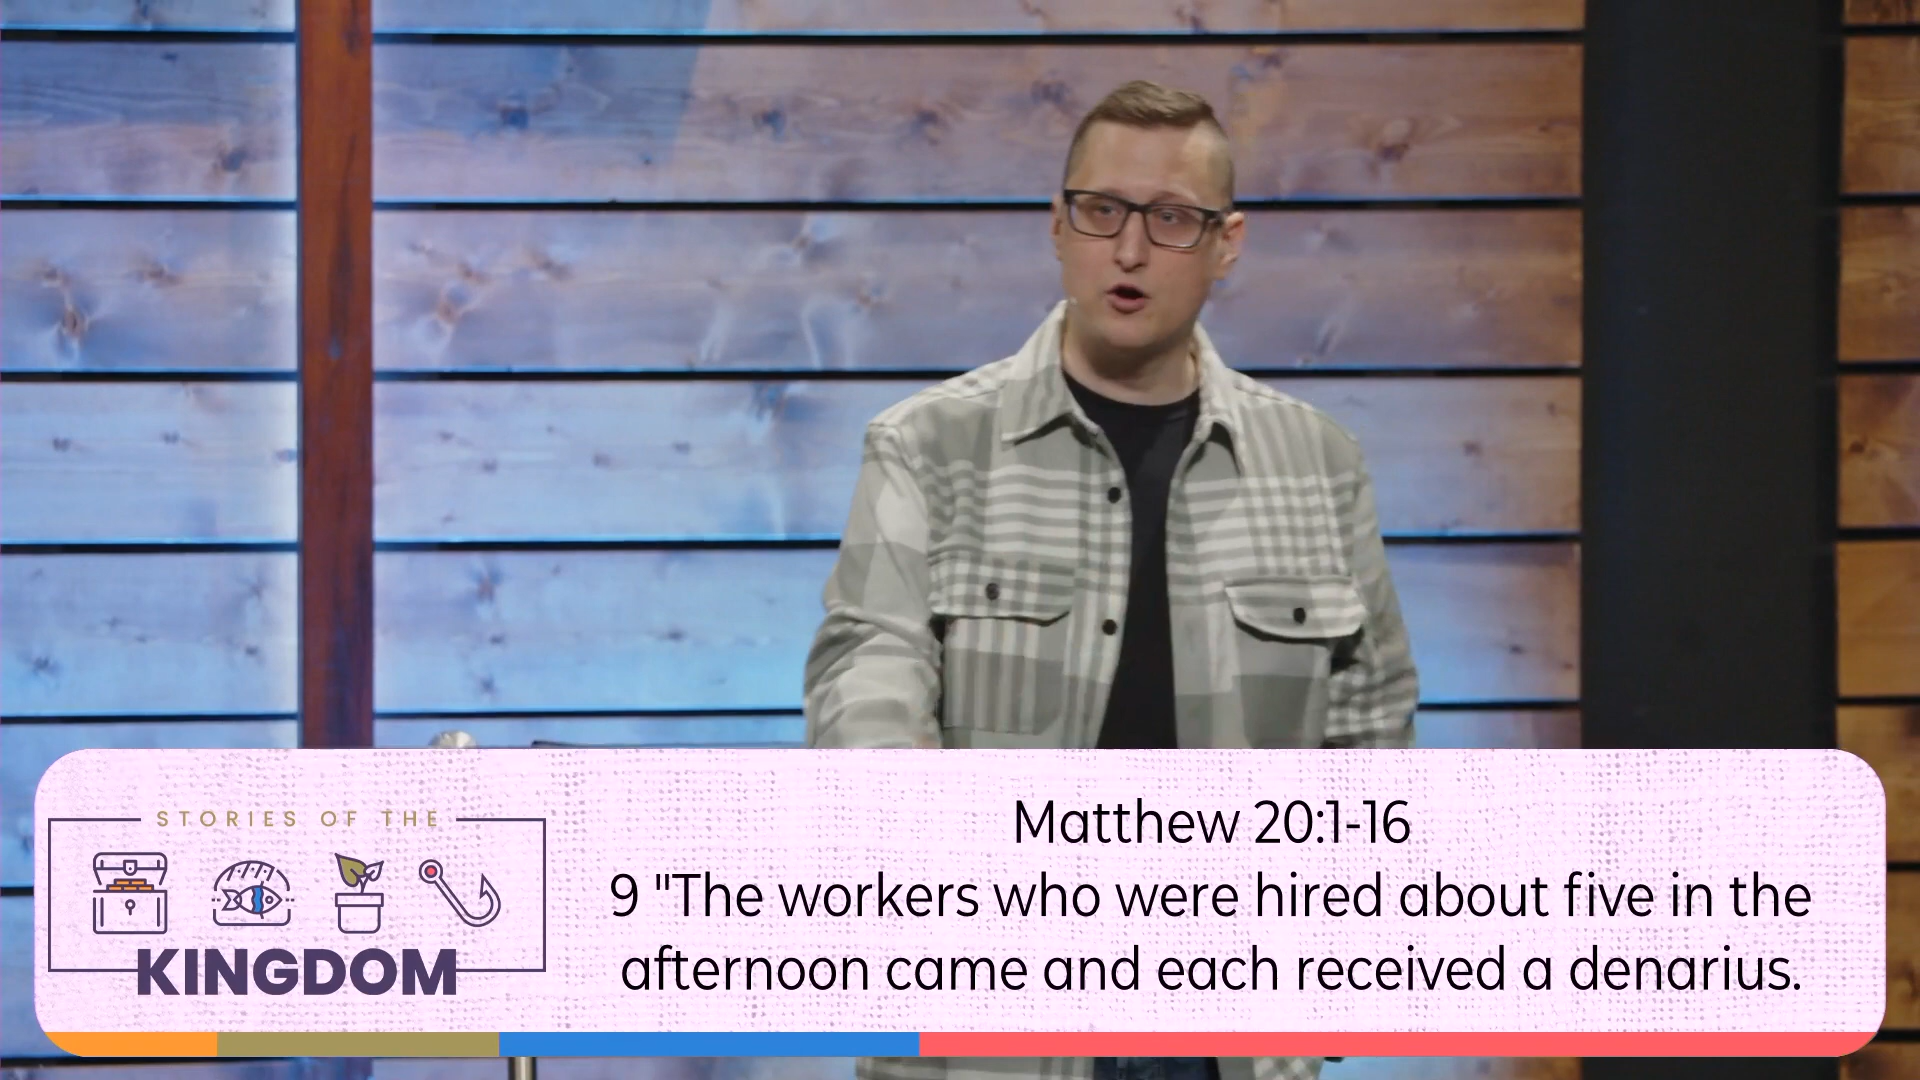 STORIES OF THE
KINGDOM
Matthew 20:1-16
9 "The workers who were hired about five in the
afternoon came and each received a denarius.